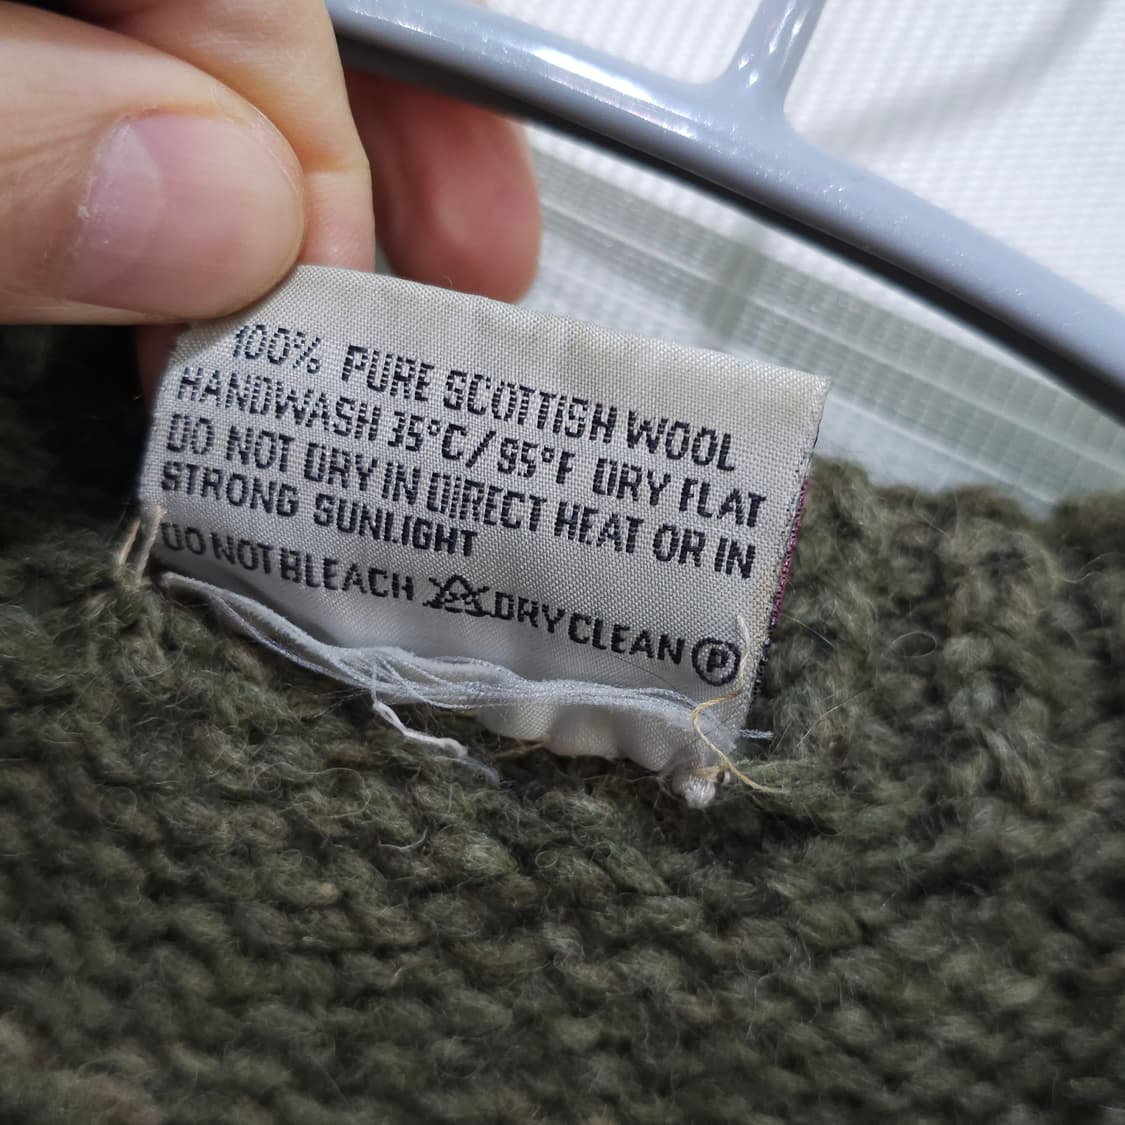 100% PURE SCOTTISH WOOL
HANDWASH 35°C/95°F DRY FLAT
DO NOT DRY IN DIRECT HEAT OR IN
STRONG SUNLIGHT
DO NOT BLEACH DRY CLEAN P